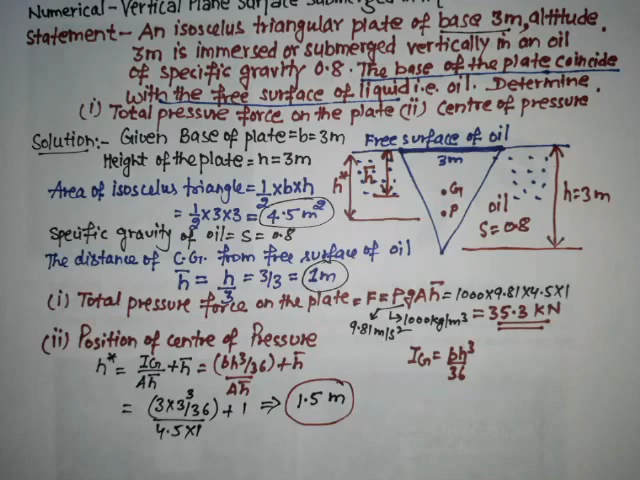 Numerical - Vertical Plane Surface Submerged in
Statement - An isosculus triangular plate of base 3m, altitude.
3m is immersed or submerged vertically in an oil
of specific gravity 0.8. The base of the plate coincide
with the free surface of liquid i.e. oil. Determine.
(i) Total pressure force on the plate (ii) Centre of pressure
Solution:- Given Base of plate = b = 3m
Height of the plate = h = 3m
Area of isosculus triangle = 1/2 × b × h
= 1/2 × 3 × 3 = 4.5 m²
Specific gravity of oil = S = 0.8
The distance of C.G. from free surface of oil
h̄ = h/3 = 3/3 = 1m
Free surface of oil
3m
h*
h̄
G
P
oil
S = 0.8
h = 3m
(i) Total pressure force on the plate = F = ρgAh̄ = 1000×9.81×4.5×1
9.81 m/s² 1000kg/m3 = 35.3 KN
(ii) Position of centre of Pressure
h* = IG/Ah̄ + h̄ = (bh³/36)/Ah̄ + h̄
IG = bh³/36
= (3×3³/36)/4.5×1 + 1 ⇒ 1.5 m